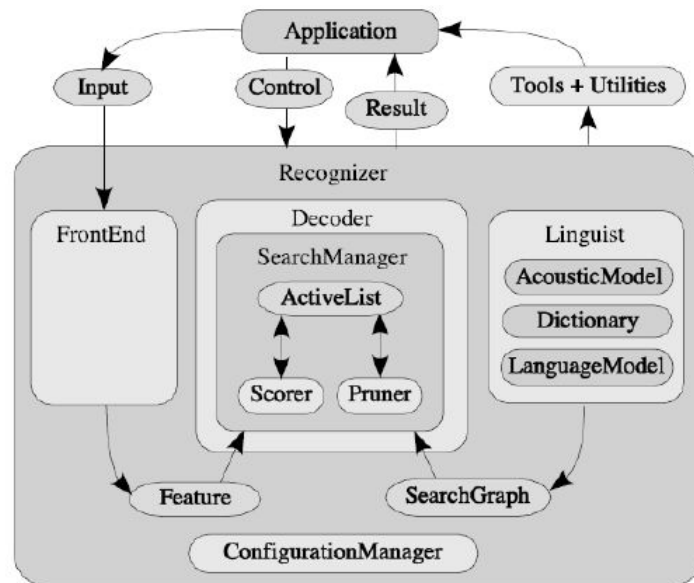 Application
Input
Control
Result
Tools + Utilities
Recognizer
FrontEnd
Decoder
SearchManager
ActiveList
Scorer
Pruner
Linguist
AcousticModel
Dictionary
LanguageModel
Feature
SearchGraph
ConfigurationManager